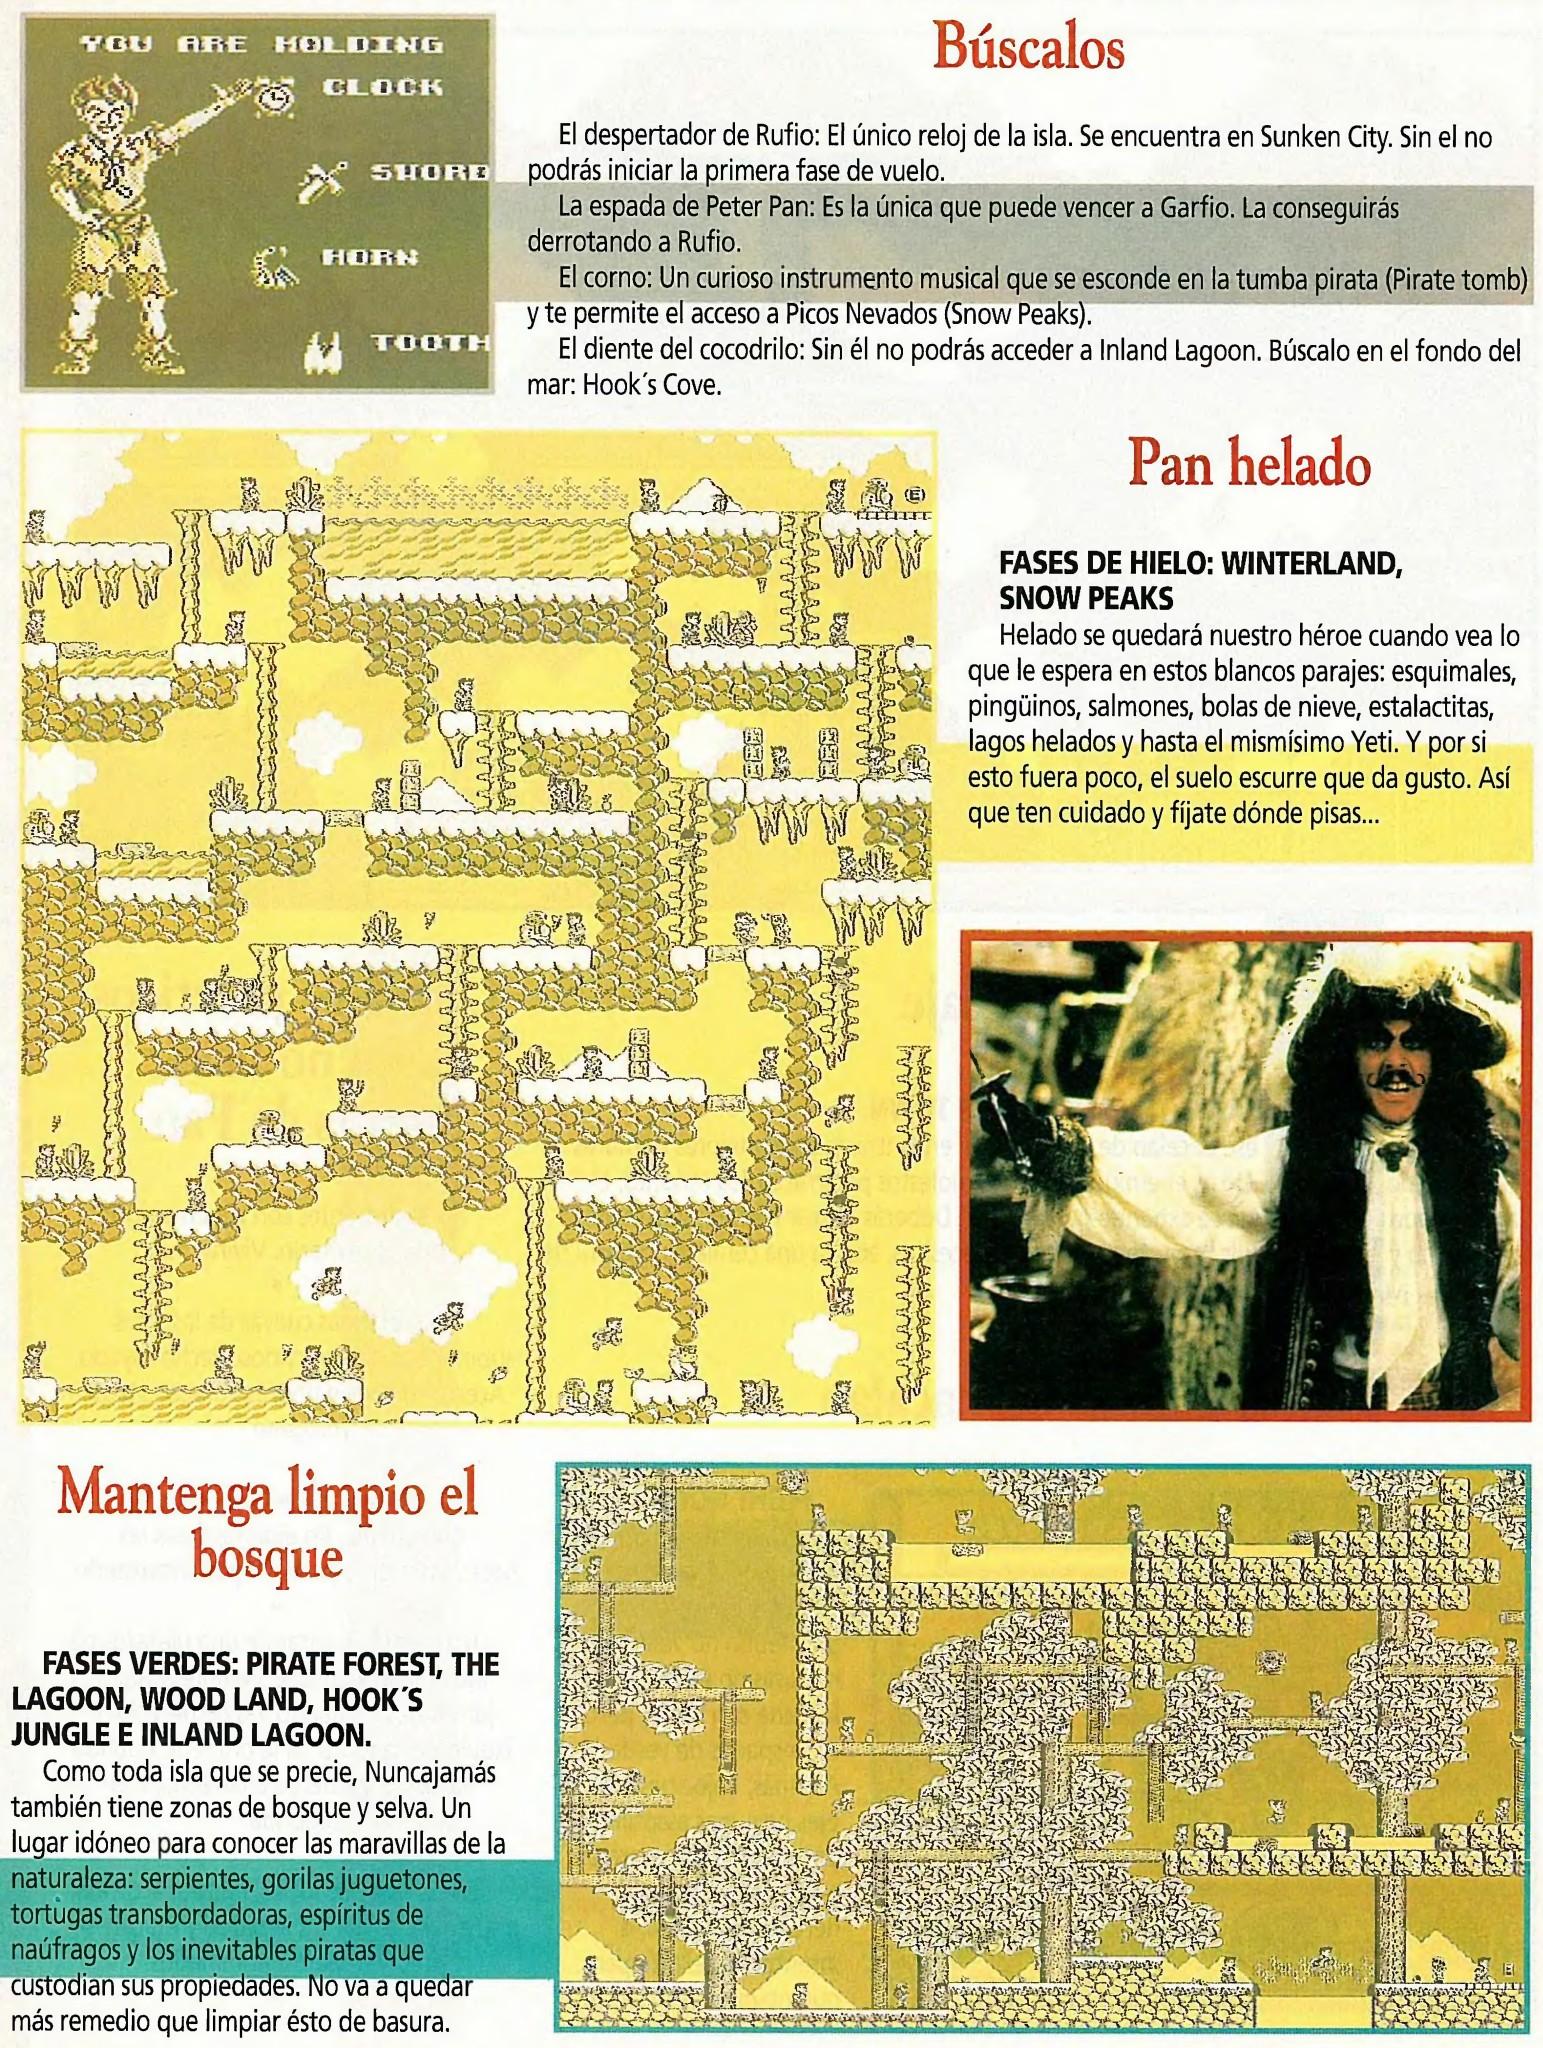 YOU ARE HOLDING
CLOCK
SWORD
HORN
TOOTH
Búscalos
El despertador de Rufio: El único reloj de la isla. Se encuentra en Sunken City. Sin el no
podrás iniciar la primera fase de vuelo.
La espada de Peter Pan: Es la única que puede vencer a Garfio. La conseguirás
derrotando a Rufio.
El corno: Un curioso instrumento musical que se esconde en la tumba pirata (Pirate tomb)
y te permite el acceso a Picos Nevados (Snow Peaks).
El diente del cocodrilo: Sin él no podrás acceder a Inland Lagoon. Búscalo en el fondo del
mar: Hook´s Cove.
E
Pan helado
FASES DE HIELO: WINTERLAND,
SNOW PEAKS
Helado se quedará nuestro héroe cuando vea lo
que le espera en estos blancos parajes: esquimales,
pingüinos, salmones, bolas de nieve, estalactitas,
lagos helados y hasta el mismísimo Yeti. Y por si
esto fuera poco, el suelo escurre que da gusto. Así
que ten cuidado y fíjate dónde pisas...
Mantenga limpio el
bosque
FASES VERDES: PIRATE FOREST, THE
LAGOON, WOOD LAND, HOOK´S
JUNGLE E INLAND LAGOON.
Como toda isla que se precie, Nuncajamás
también tiene zonas de bosque y selva. Un
lugar idóneo para conocer las maravillas de la
naturaleza: serpientes, gorilas juguetones,
tortugas transbordadoras, espíritus de
naúfragos y los inevitables piratas que
custodian sus propiedades. No va a quedar
más remedio que limpiar ésto de basura.